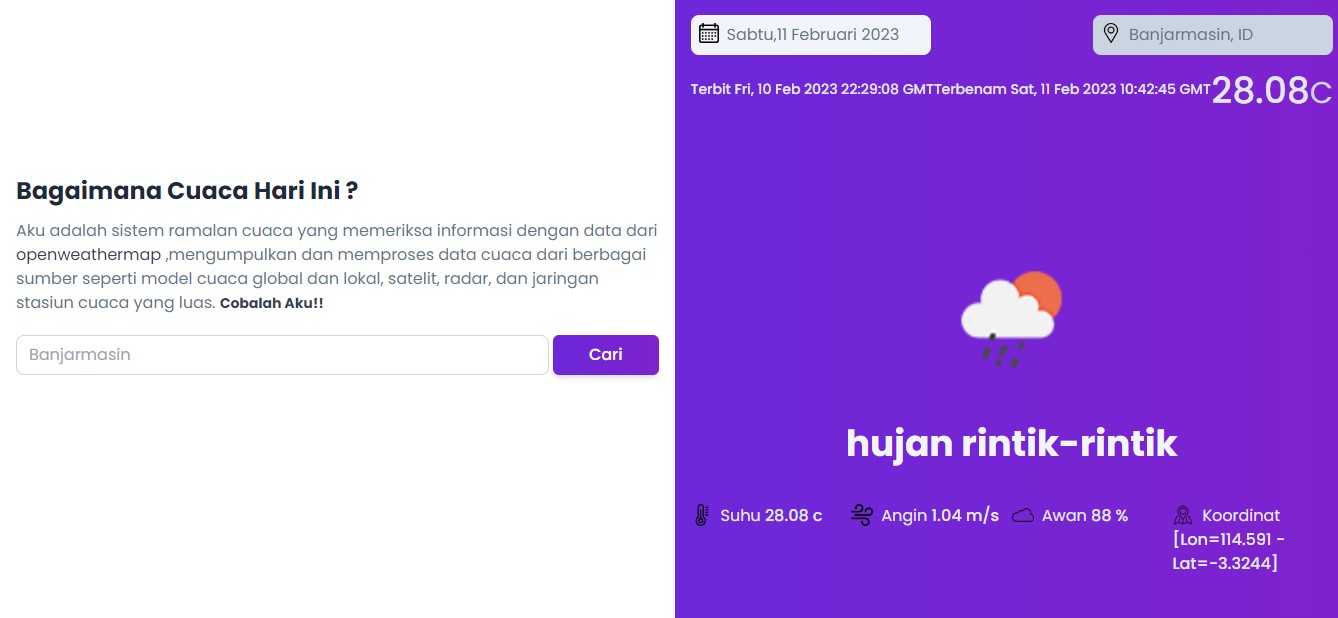 Bagaimana Cuaca Hari Ini ?
Aku adalah sistem ramalan cuaca yang memeriksa informasi dengan data dari
openweathermap ,mengumpulkan dan memproses data cuaca dari berbagai
sumber seperti model cuaca global dan lokal, satelit, radar, dan jaringan
stasiun cuaca yang luas. Cobalah Aku!!
Banjarmasin
Cari
Sabtu,11 Februari 2023
Banjarmasin, ID
Terbit Fri, 10 Feb 2023 22:29:08 GMTTerbenam Sat, 11 Feb 2023 10:42:45 GMT28.08C
hujan rintik-rintik
Suhu 28.08 c
Angin 1.04 m/s
Awan 88 %
Koordinat
[Lon=114.591 -
Lat=-3.3244]